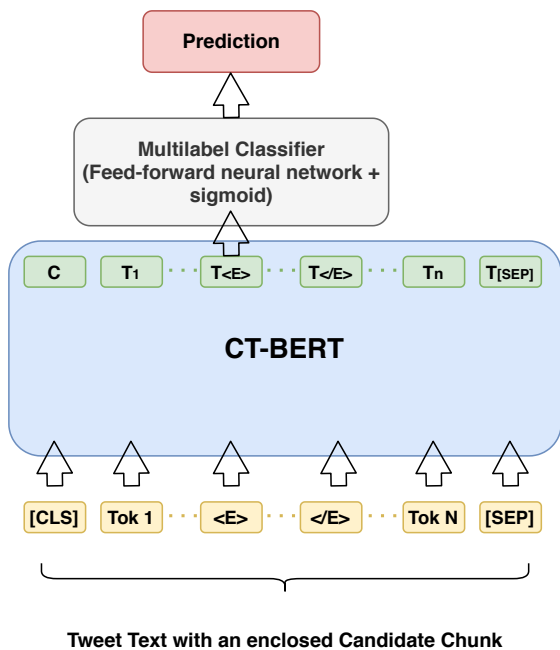 Prediction
Multilabel Classifier
(Feed-forward neural network +
sigmoid)
C T1 ··· T<E> ··· T</E> ··· Tn T[SEP]
CT-BERT
[CLS] Tok 1 ··· <E> ··· </E> ··· Tok N [SEP]
Tweet Text with an enclosed Candidate Chunk